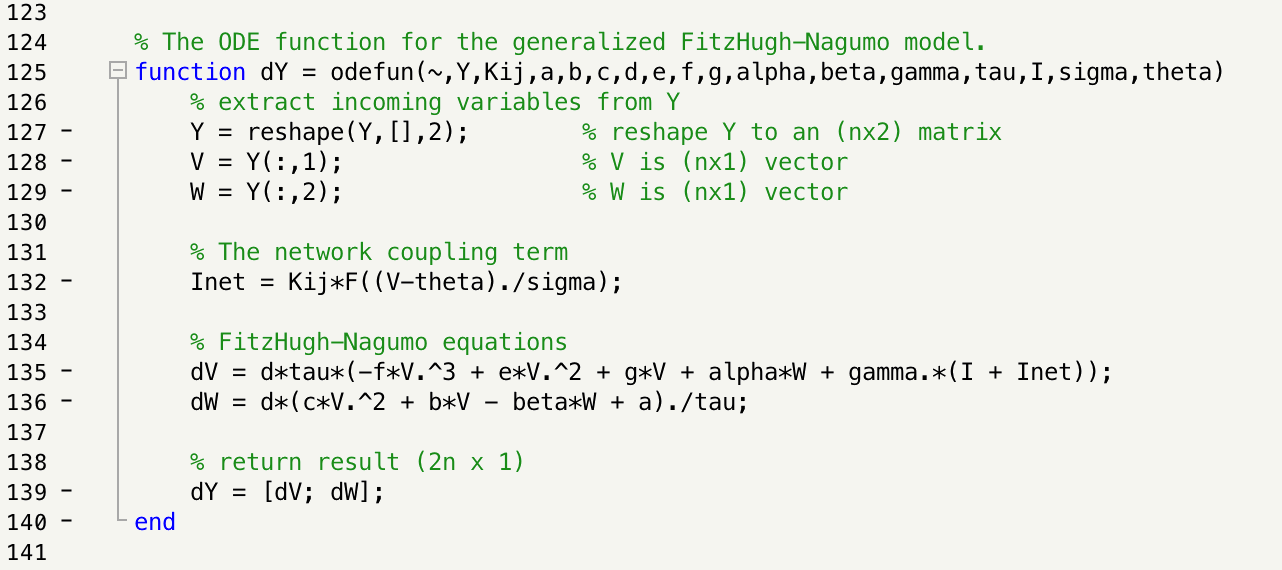 123
124 % The ODE function for the generalized FitzHugh–Nagumo model.
125 function dY = odefun(~,Y,Kij,a,b,c,d,e,f,g,alpha,beta,gamma,tau,I,sigma,theta)
126 % extract incoming variables from Y
127 – Y = reshape(Y,[],2); % reshape Y to an (nx2) matrix
128 – V = Y(:,1); % V is (nx1) vector
129 – W = Y(:,2); % W is (nx1) vector
130
131 % The network coupling term
132 – Inet = Kij*F((V–theta)./sigma);
133
134 % FitzHugh–Nagumo equations
135 – dV = d*tau*(–f*V.^3 + e*V.^2 + g*V + alpha*W + gamma.*(I + Inet));
136 – dW = d*(c*V.^2 + b*V – beta*W + a)./tau;
137
138 % return result (2n x 1)
139 – dY = [dV; dW];
140 – end
141